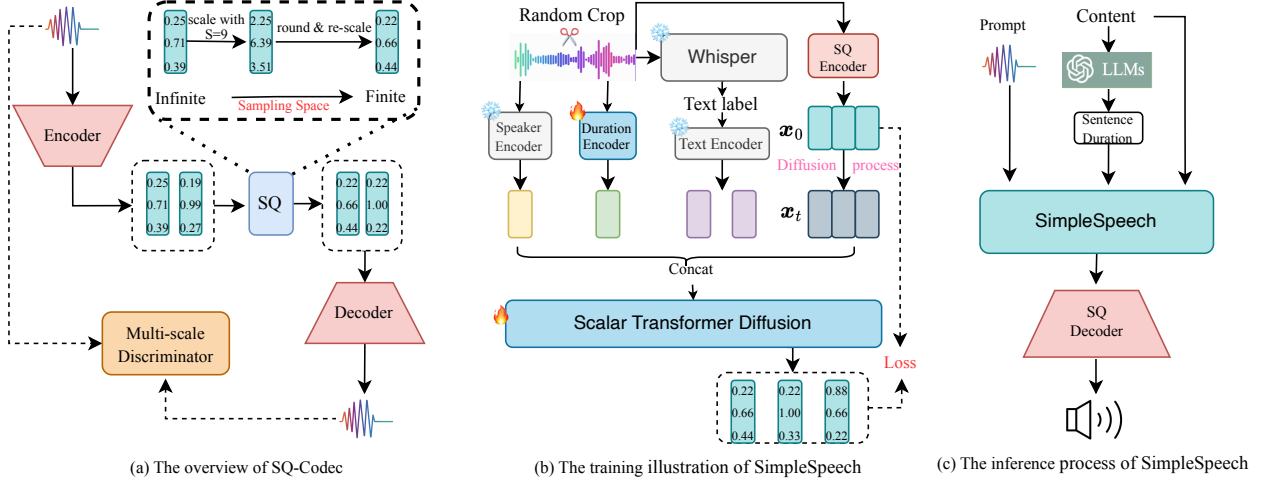 0.25
0.71
0.39
scale with
S=9
2.25
6.39
3.51
round & re-scale
0.22
0.66
0.44
Infinite
Sampling Space
Finite
Encoder
0.25 0.19
0.71 0.99
0.39 0.27
SQ
0.22 0.22
0.66 1.00
0.44 0.22
Decoder
Multi-scale
Discriminator
(a) The overview of SQ-Codec
Random Crop
Whisper
SQ
Encoder
Text label
Speaker
Encoder
Duration
Encoder
Text Encoder
x0
Diffusion process
xt
Concat
Scalar Transformer Diffusion
Loss
0.22 0.22 0.88
0.66 1.00 0.66
0.44 0.33 0.22
(b) The training illustration of SimpleSpeech
Prompt
Content
LLMs
Sentence
Duration
SimpleSpeech
SQ
Decoder
(c) The inference process of SimpleSpeech